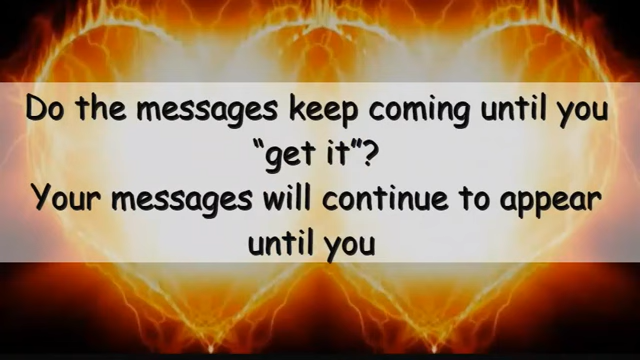 Do the messages keep coming until you
“get it”?
Your messages will continue to appear
until you